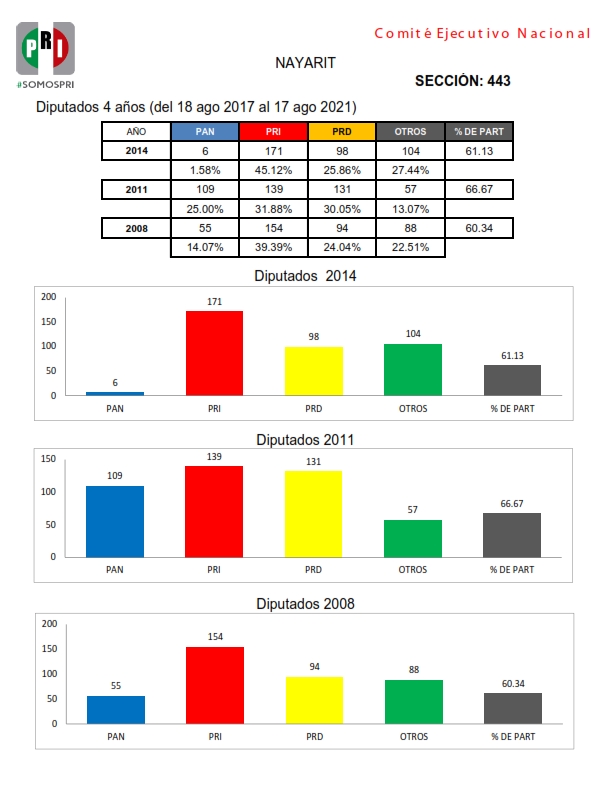 Comité Ejecutivo Nacional
PRI
#SOMOSPRI
NAYARIT
SECCIÓN: 443
Diputados 4 años (del 18 ago 2017 al 17 ago 2021)
AÑO PAN PRI PRD OTROS % DE PART
2014 6 171 98 104 61.13
1.58% 45.12% 25.86% 27.44%
2011 109 139 131 57 66.67
25.00% 31.88% 30.05% 13.07%
2008 55 154 94 88 60.34
14.07% 39.39% 24.04% 22.51%
Diputados 2014
200
150
100
50
0
6 171 98 104 61.13
PAN PRI PRD OTROS % DE PART
Diputados 2011
150
100
50
0
109 139 131 57 66.67
PAN PRI PRD OTROS % DE PART
Diputados 2008
200
150
100
50
0
55 154 94 88 60.34
PAN PRI PRD OTROS % DE PART